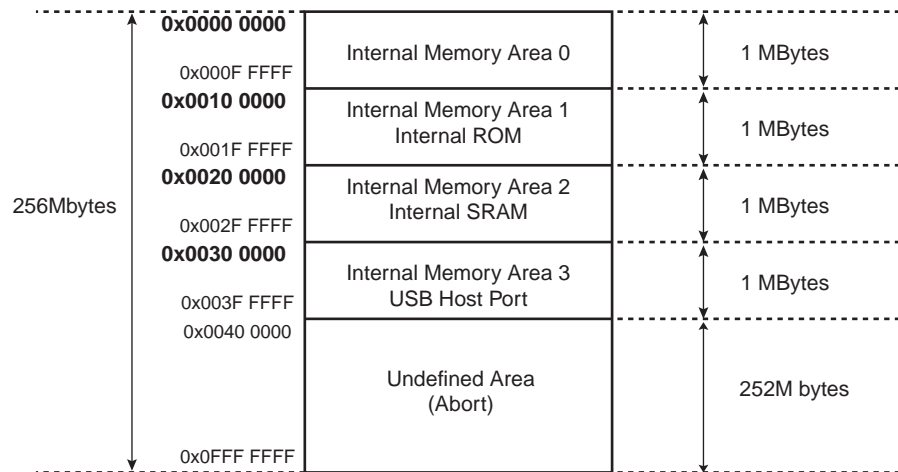 0x0000 0000
Internal Memory Area 0
1 MBytes
0x000F FFFF
0x0010 0000
Internal Memory Area 1
Internal ROM
1 MBytes
0x001F FFFF
0x0020 0000
256Mbytes
Internal Memory Area 2
Internal SRAM
1 MBytes
0x002F FFFF
0x0030 0000
Internal Memory Area 3
USB Host Port
1 MBytes
0x003F FFFF
0x0040 0000
Undefined Area
(Abort)
252M bytes
0x0FFF FFFF